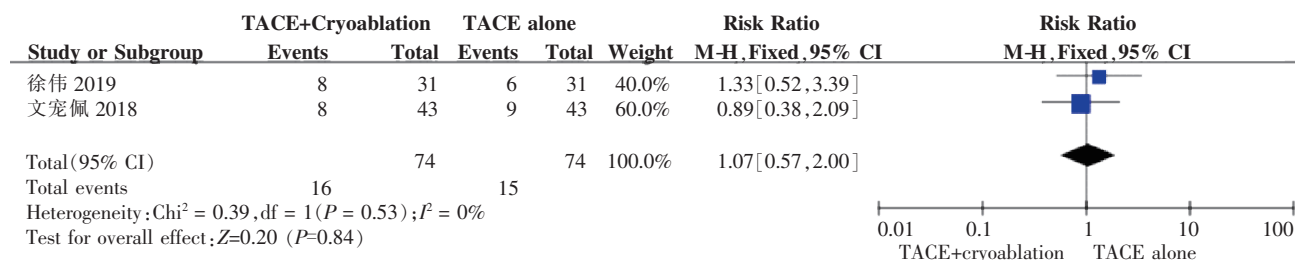 TACE+Cryoablation TACE alone Risk Ratio Risk Ratio
Study or Subgroup Events Total Events Total Weight M-H,Fixed,95% CI M-H,Fixed,95% CI
徐伟 2019 8 31 6 31 40.0% 1.33[0.52,3.39]
文宠佩 2018 8 43 9 43 60.0% 0.89[0.38,2.09]
Total(95% CI) 74 74 100.0% 1.07[0.57,2.00]
Total events 16 15
Heterogeneity:Chi² = 0.39,df = 1(P = 0.53);I² = 0%
Test for overall effect:Z=0.20 (P=0.84)
0.01 0.1 1 10 100
TACE+cryoablation TACE alone